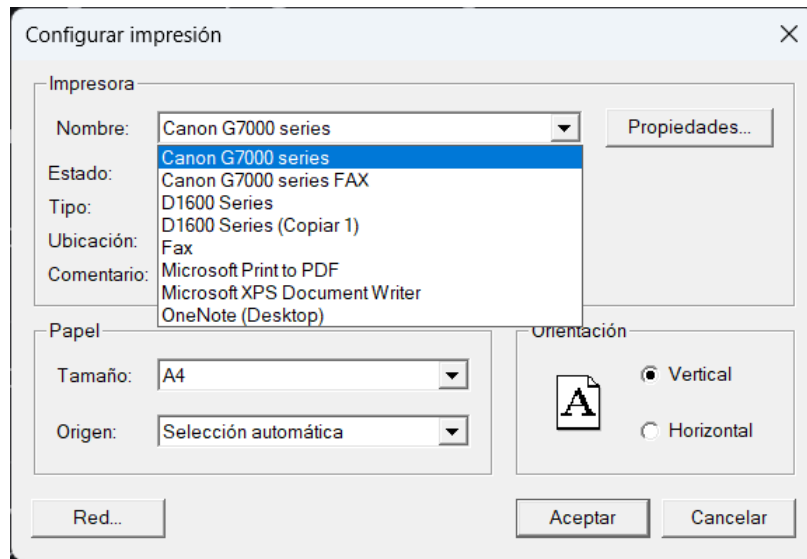 Configurar impresión
Impresora
Nombre: Canon G7000 series Propiedades...
Canon G7000 series
Estado: Canon G7000 series FAX
Tipo: D1600 Series
D1600 Series (Copiar 1)
Ubicación: Fax
Comentario: Microsoft Print to PDF
Microsoft XPS Document Writer
OneNote (Desktop)
Papel Orientación
Tamaño: A4 A Vertical
Origen: Selección automática Horizontal
Red... Aceptar Cancelar